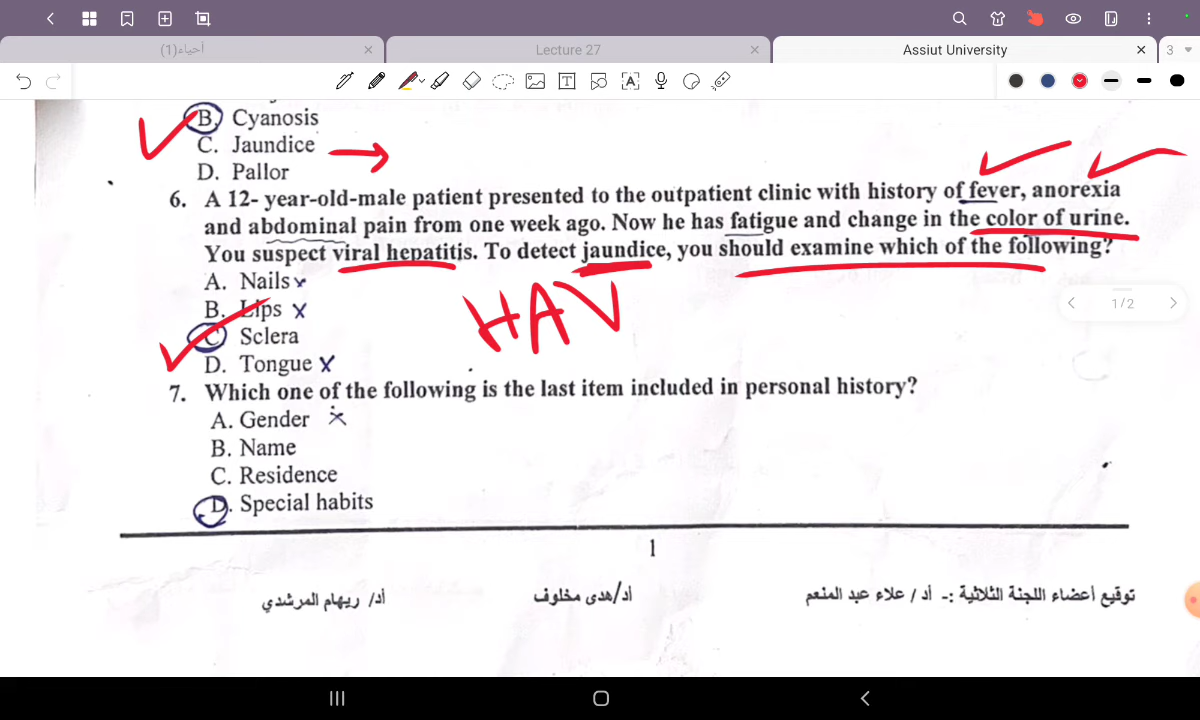 أحياء(1)
Lecture 27
Assiut University
3
B. Cyanosis
C. Jaundice
D. Pallor
6. A 12- year-old-male patient presented to the outpatient clinic with history of fever, anorexia
and abdominal pain from one week ago. Now he has fatigue and change in the color of urine.
You suspect viral hepatitis. To detect jaundice, you should examine which of the following?
A. Nails x
B. Lips x
C. Sclera
D. Tongue x
HAV
1/2
7. Which one of the following is the last item included in personal history?
A. Gender x
B. Name
C. Residence
D. Special habits
1
توقيع أعضاء اللجنة الثلاثية :- أد / علاء عبد المنعم أد/هدى مخلوف أد/ ريهام المرشدي